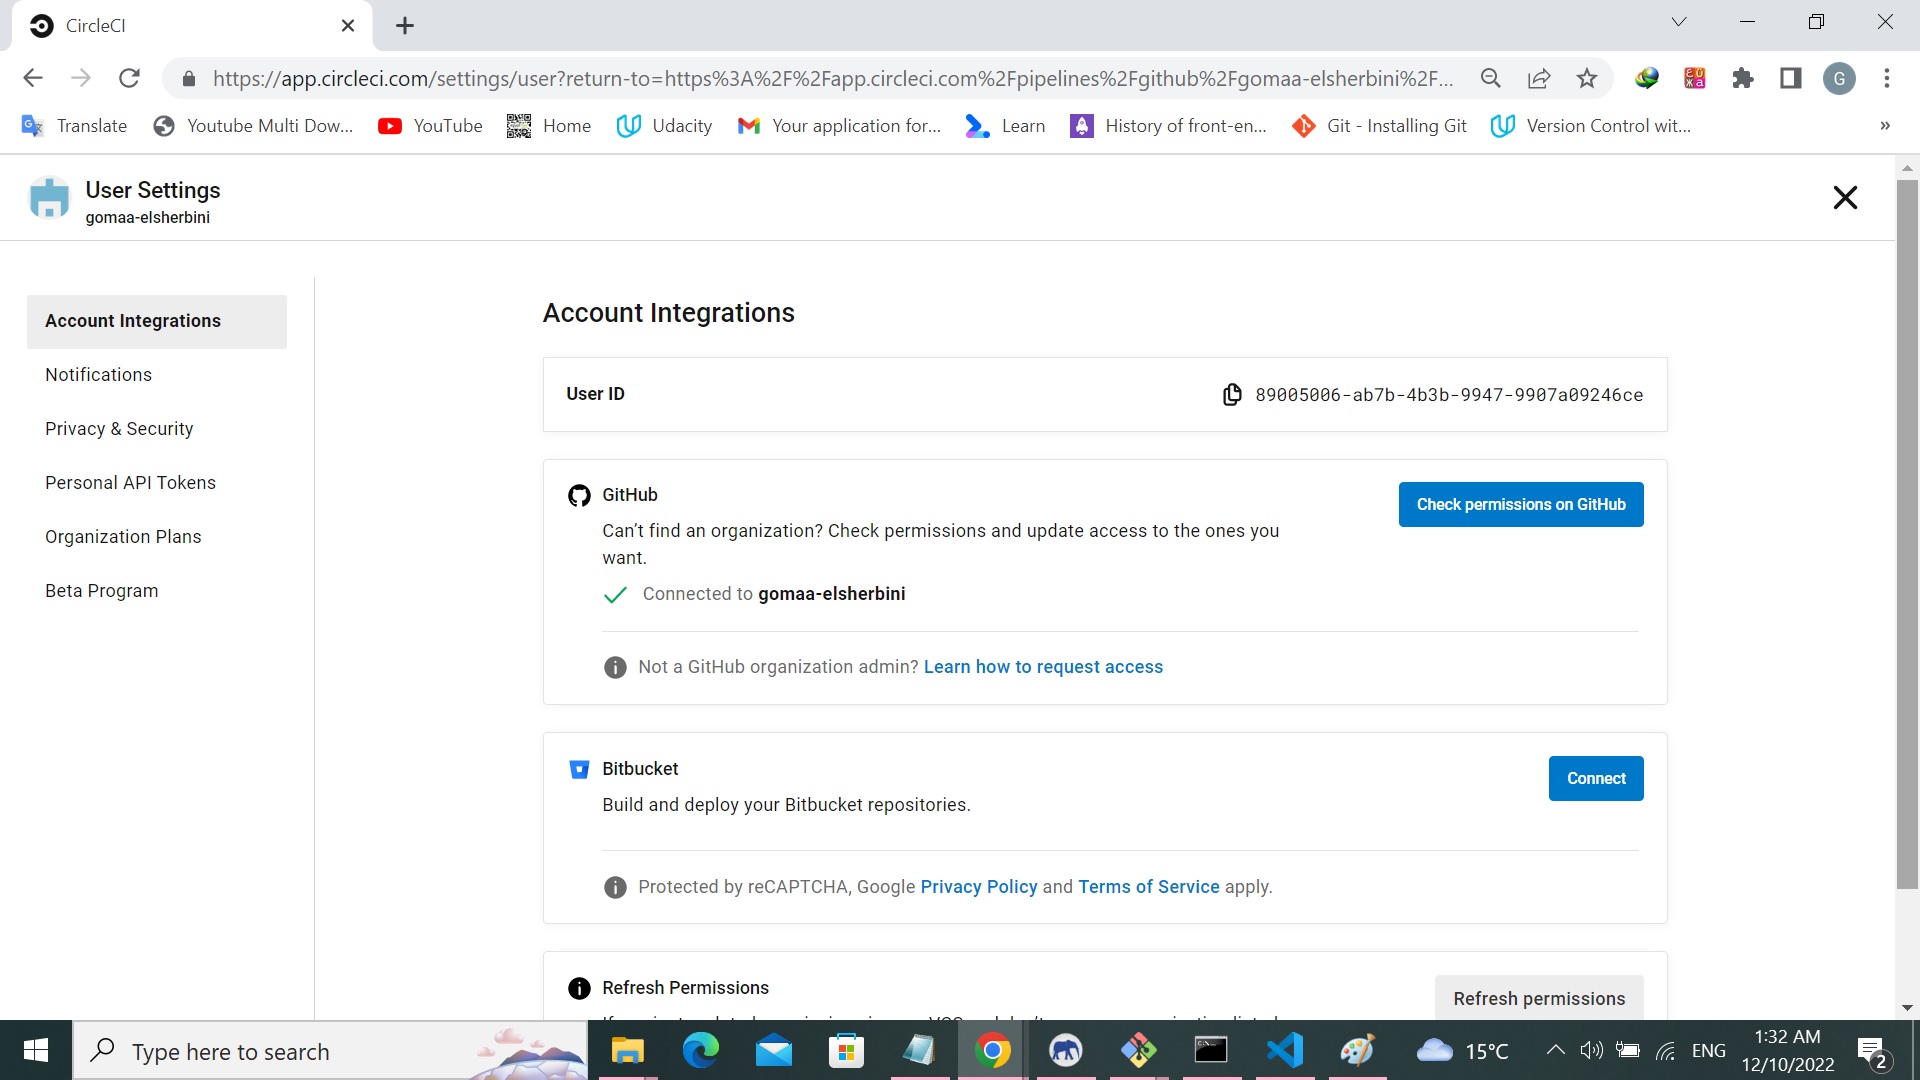 CircleCI
https://app.circleci.com/settings/user?return-to=https%3A%2F%2Fapp.circleci.com%2Fpipelines%2Fgithub%2Fgomaa-elsherbini%2F...
G
Translate
Youtube Multi Dow...
YouTube
Home
Udacity
Your application for...
Learn
History of front-en...
Git - Installing Git
Version Control wit...
»
User Settings
gomaa-elsherbini
Account Integrations
Notifications
Privacy & Security
Personal API Tokens
Organization Plans
Beta Program
Account Integrations
User ID
89005006-ab7b-4b3b-9947-9907a09246ce
GitHub
Check permissions on GitHub
Can't find an organization? Check permissions and update access to the ones you
want.
Connected to gomaa-elsherbini
Not a GitHub organization admin? Learn how to request access
Bitbucket
Connect
Build and deploy your Bitbucket repositories.
Protected by reCAPTCHA, Google Privacy Policy and Terms of Service apply.
Refresh Permissions
Refresh permissions
Type here to search
15°C
ENG
1:32 AM
12/10/2022
2